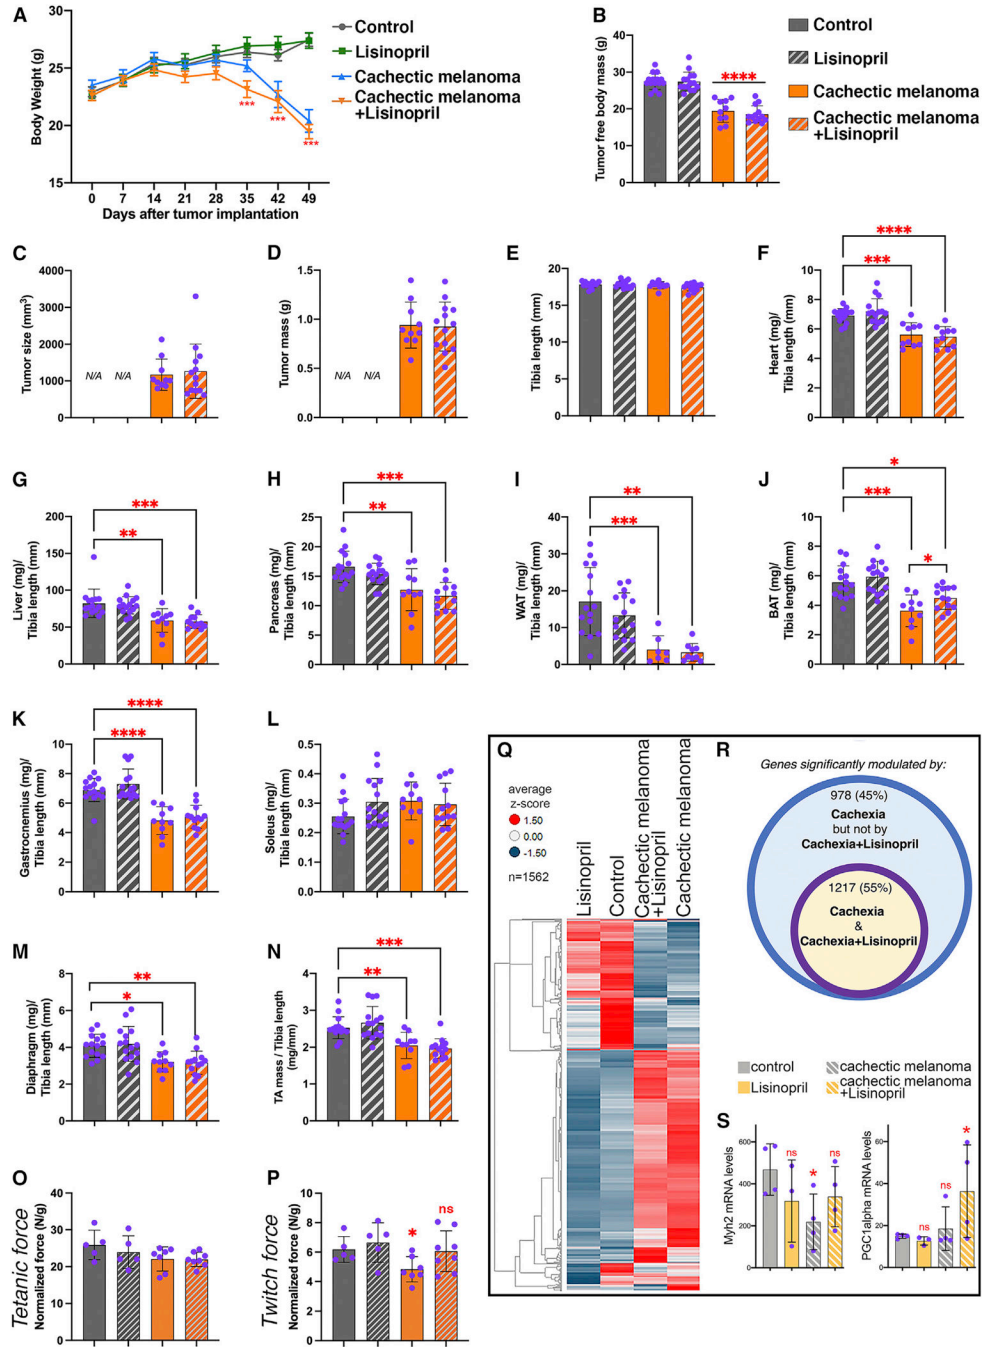 A
Body Weight (g)
30
25
20
15
0 7 14 21 28 35 42 49
Days after tumor implantation
***
***
***
Control
Lisinopril
Cachectic melanoma
Cachectic melanoma
+Lisinopril
B
Tumor free body mass (g)
40
30
20
10
0
****
Control
Lisinopril
Cachectic melanoma
Cachectic melanoma
+Lisinopril
C
Tumor size (mm³)
4000
3000
2000
1000
0
N/A N/A
D
Tumor mass (g)
1.5
1.0
0.5
0.0
N/A N/A
E
Tibia length (mm)
20
15
10
5
0
F
Heart (mg)/
Tibia length (mm)
10
8
6
4
2
0
****
***
G
Liver (mg)/
Tibia length (mm)
200
150
100
50
0
***
**
H
Pancreas (mg)/
Tibia length (mm)
25
20
15
10
5
0
***
**
I
WAT (mg)/
Tibia length (mm)
40
30
20
10
0
**
***
J
BAT (mg)/
Tibia length (mm)
10
8
6
4
2
0
*
***
*
K
Gastrocnemius (mg)/
Tibia length (mm)
10
8
6
4
2
0
****
****
L
Soleus (mg)/
Tibia length (mm)
0.5
0.4
0.3
0.2
0.1
0.0
M
Diaphragm (mg)/
Tibia length (mm)
8
6
4
2
0
**
*
N
TA mass / Tibia length
(mg/mm)
4
3
2
1
0
***
**
O
Tetanic force
Normalized force (N/g)
40
30
20
10
0
P
Twitch force
Normalized force (N/g)
10
8
6
4
2
0
*
ns
Q
average
z-score
1.50
0.00
-1.50
n=1562
Lisinopril
Control
Cachectic melanoma
+Lisinopril
Cachectic melanoma
R
Genes significantly modulated by:
978 (45%)
Cachexia
but not by
Cachexia+Lisinopril
1217 (55%)
Cachexia
&
Cachexia+Lisinopril
control
Lisinopril
cachectic melanoma
cachectic melanoma
+Lisinopril
S
Myh2 mRNA levels
600
400
200
0
ns
*
ns
PGC1alpha mRNA levels
60
40
20
0
ns
ns
*